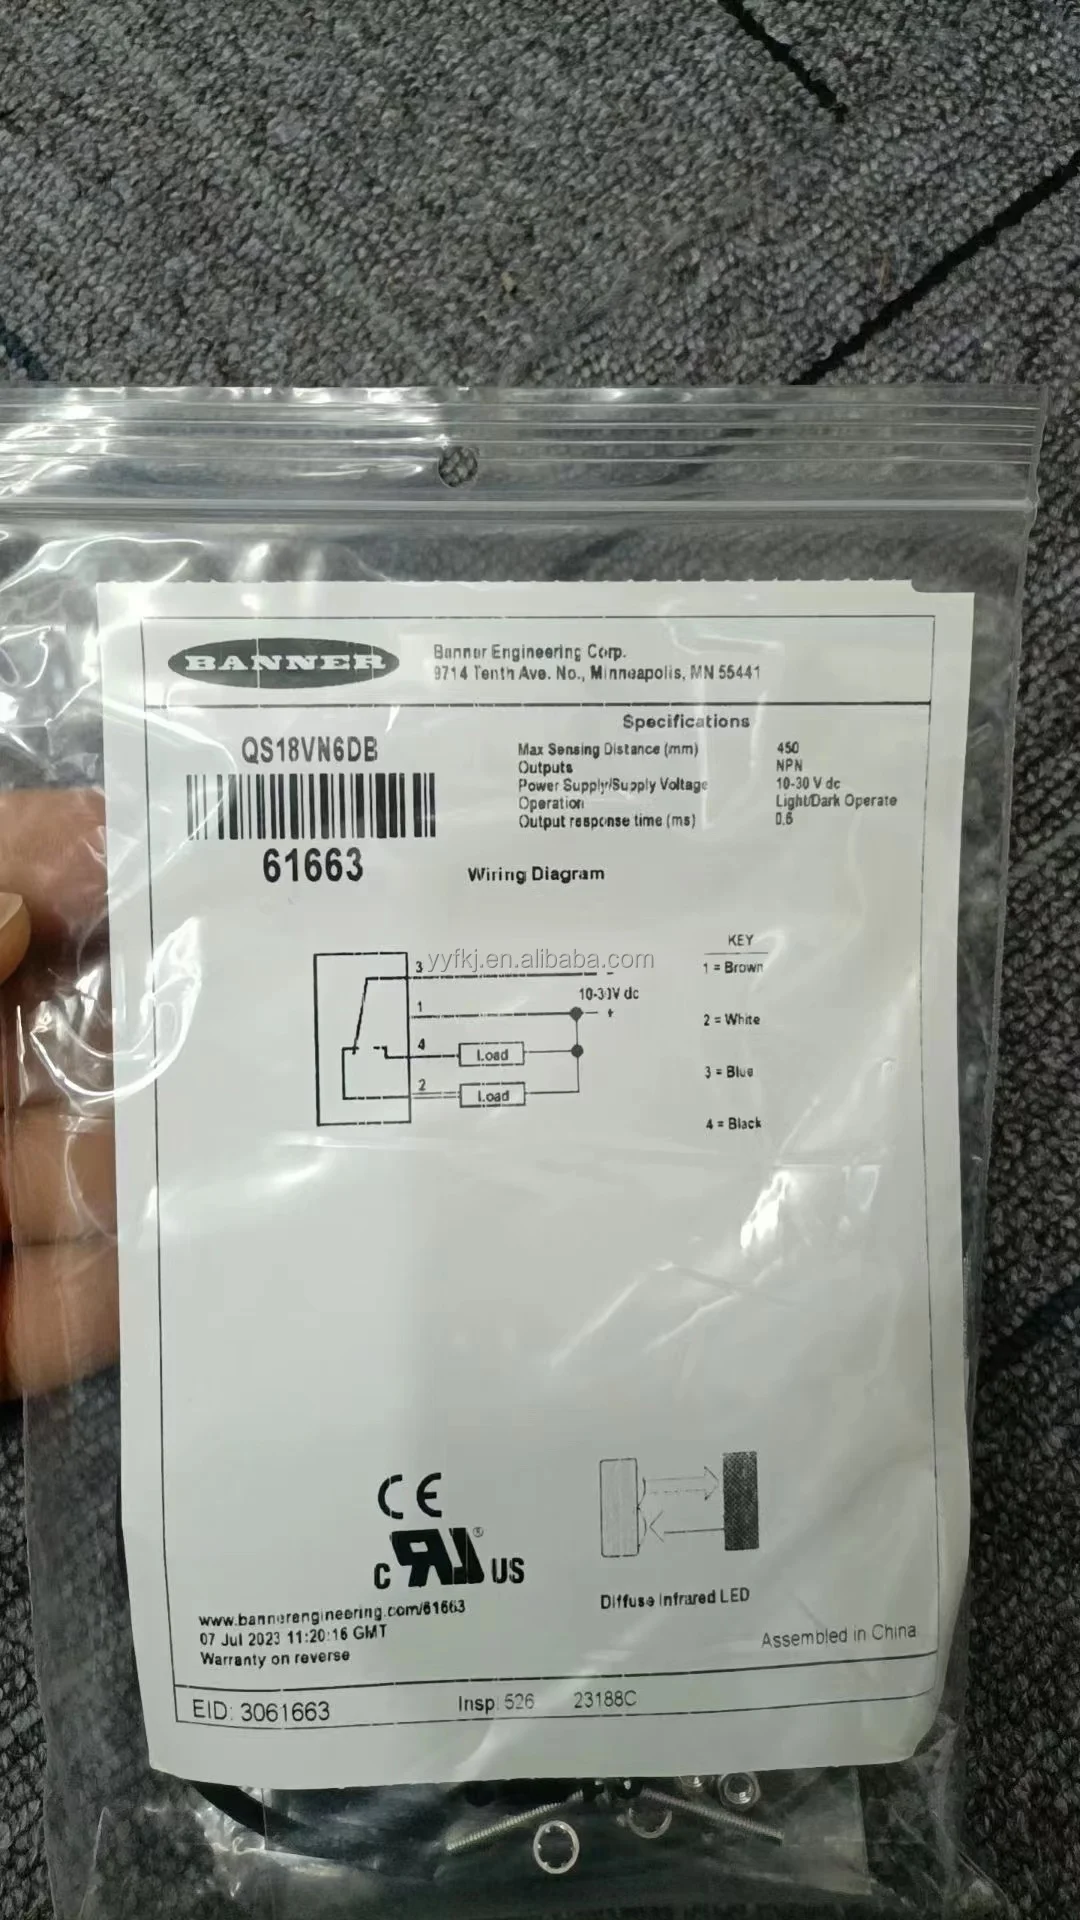 BANNER
Banner Engineering Corp.
9714 Tenth Ave. No., Minneapolis, MN 55441
QS18VN6DB
61663
Specifications
Max Sensing Distance (mm) 450
Outputs NPN
Power Supply/Supply Voltage 10-30 V dc
Operation Light/Dark Operate
Output response time (ms) 0.6
Wiring Diagram
yyfkj.en.alibaba.com
3 -
10-30V dc
1 +
4 Load
2 Load
KEY
1 = Brown
2 = White
3 = Blue
4 = Black
CE
c RU ® US
Diffuse Infrared LED
www.bannerengineering.com/61663
07 Jul 2023 11:20:16 GMT
Warranty on reverse
Assembled in China
EID: 3061663 Insp: 526 23188C